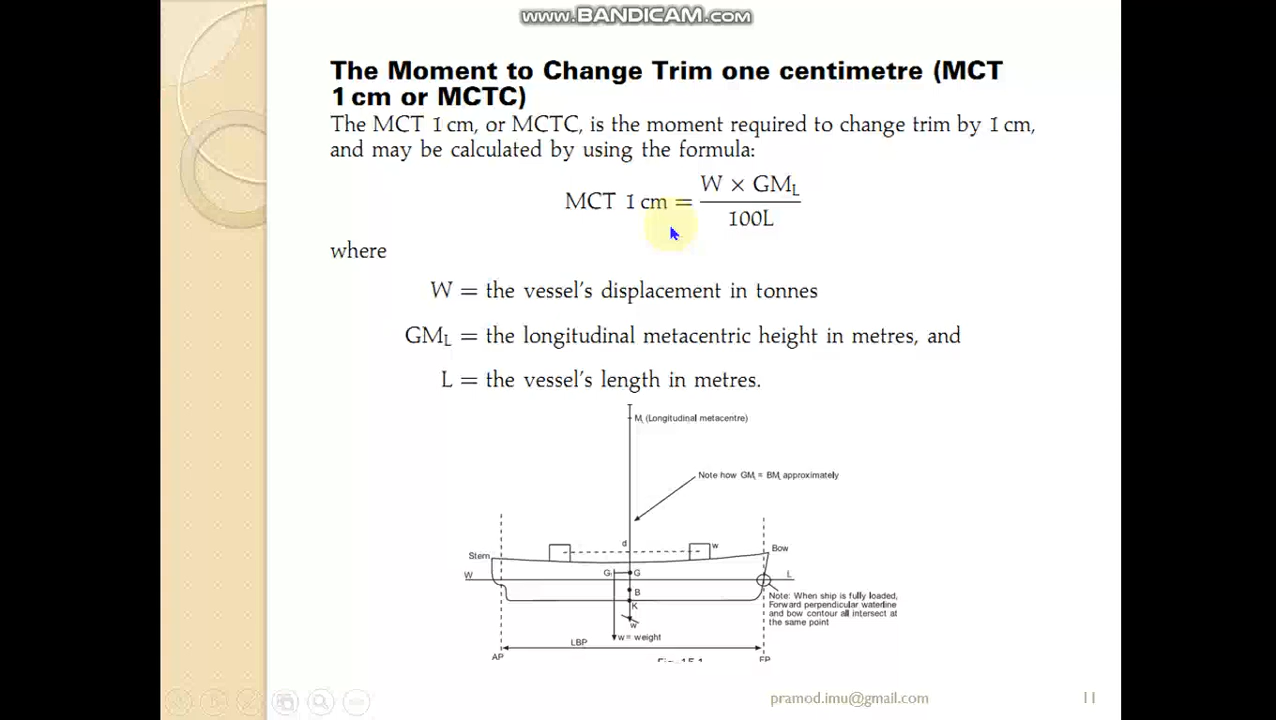 www.BANDICAM.com
The Moment to Change Trim one centimetre (MCT
1 cm or MCTC)
The MCT 1 cm, or MCTC, is the moment required to change trim by 1 cm,
and may be calculated by using the formula:
MCT 1 cm = W × GML / 100L
where
W = the vessel's displacement in tonnes
GML = the longitudinal metacentric height in metres, and
L = the vessel's length in metres.
ML (Longitudinal metacentre)
Note how GML = BML approximately
d
w
Stern
Bow
G1
G
W
L
B
K
Note: When ship is fully loaded,
Forward perpendicular waterline
and bow contour all intersect at
the same point
w
w = weight
LBP
AP
FP
pramod.imu@gmail.com
11